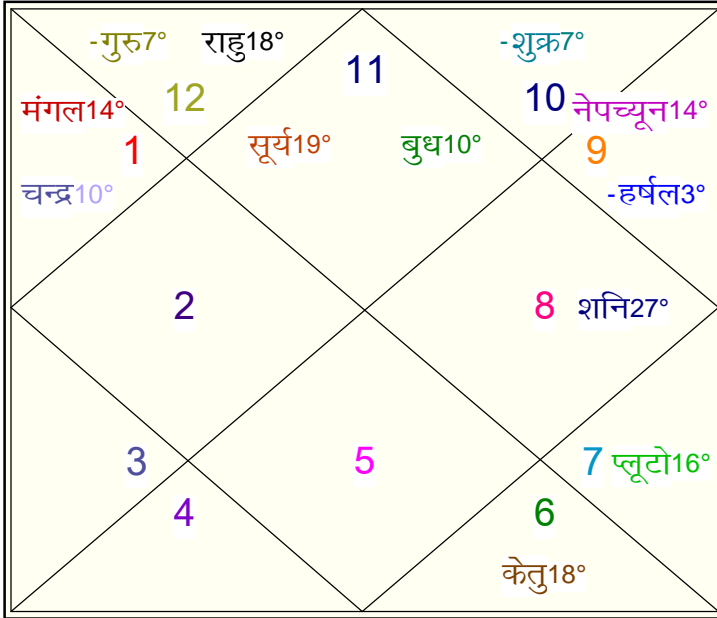 -गुरु7° राहु18° -शुक्र7°
11
12 10
मंगल14° नेपच्यून14°
1 सूर्य19° बुध10° 9
चन्द्र10° -हर्षल3°
2 8 शनि27°
3 5 7 प्लूटो16°
4 6
केतु18°